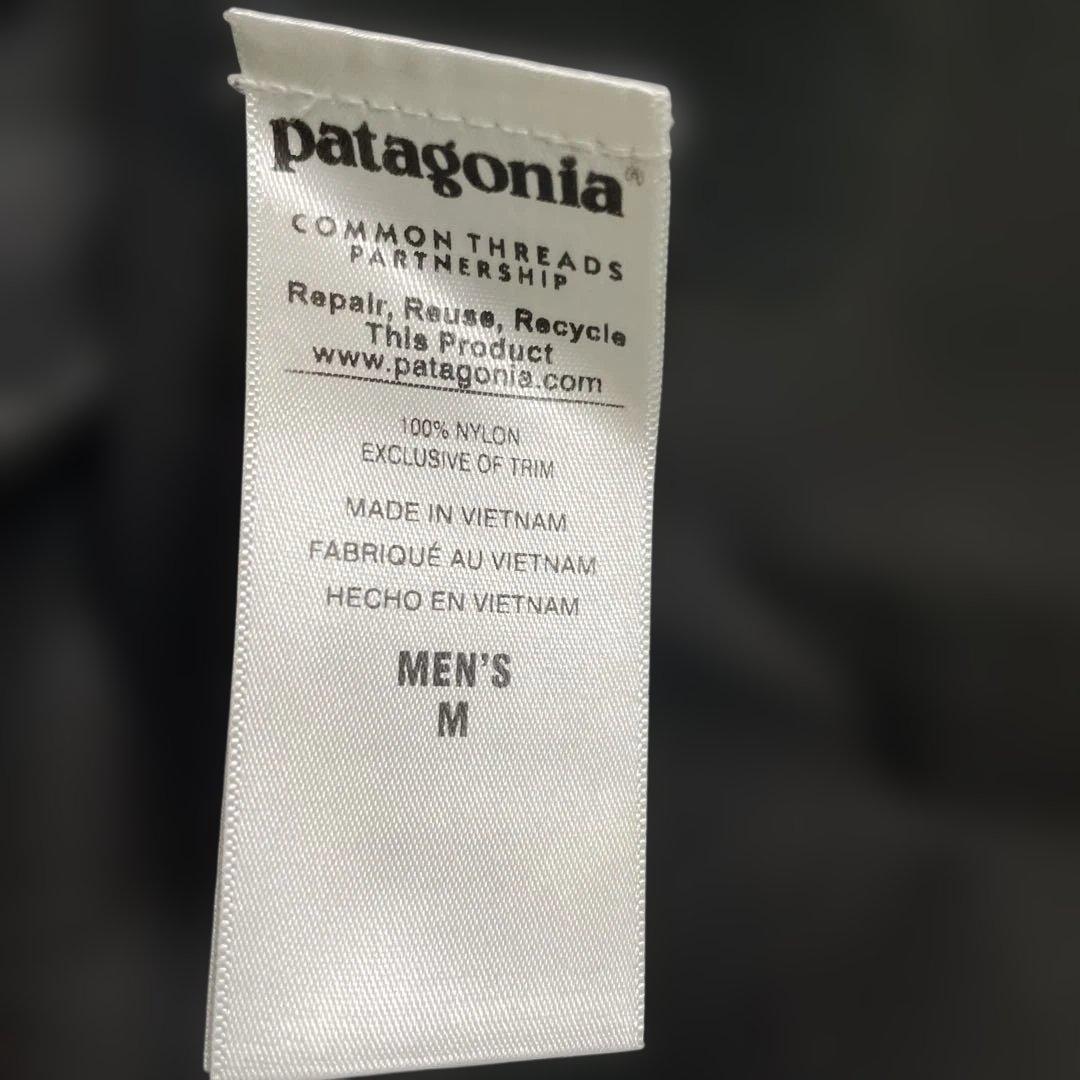 patagonia®
COMMON THREADS
PARTNERSHIP
Repair, Reuse, Recycle
This Product
www.patagonia.com
100% NYLON
EXCLUSIVE OF TRIM
MADE IN VIETNAM
FABRIQUÉ AU VIETNAM
HECHO EN VIETNAM
MEN'S
M